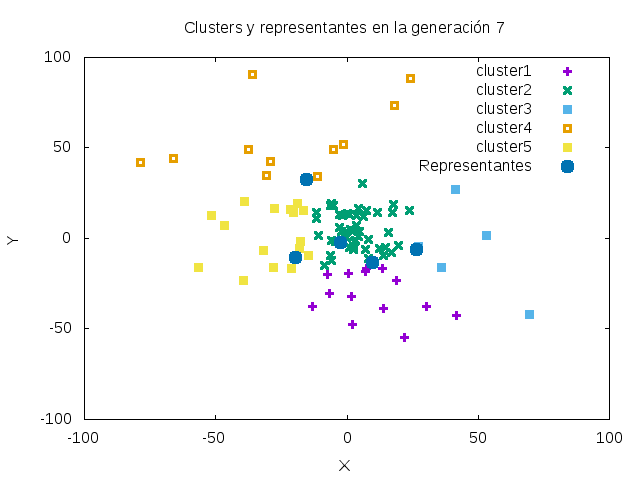 Clusters y representantes en la generación 7
cluster1
cluster2
cluster3
cluster4
cluster5
Representantes
100
50
0
-50
-100
Y
-100
-50
0
50
100
X